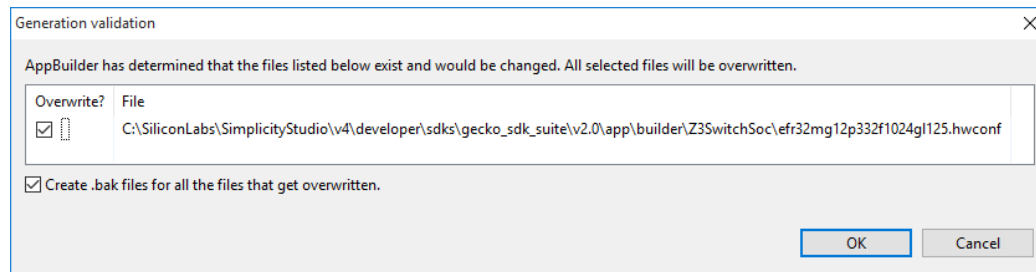 Generation validation
AppBuilder has determined that the files listed below exist and would be changed. All selected files will be overwritten.
Overwrite? File
C:\SiliconLabs\SimplicityStudio\v4\developer\sdks\gecko_sdk_suite\v2.0\app\builder\Z3SwitchSoc\efr32mg12p332f1024gl125.hwconf
Create .bak files for all the files that get overwritten.
OK Cancel